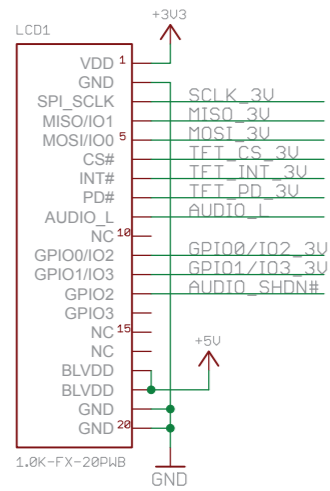 +3V3
LCD1
VDD 1
GND
SPI_SCLK SCLK_3V
MISO/IO1 MISO_3V
MOSI/IO0 5 MOSI_3V
CS# TFT_CS_3V
INT# TFT_INT_3V
PD# TFT_PD_3V
AUDIO_L AUDIO_L
NC 10
GPIO0/IO2 GPIO0/IO2_3V
GPIO1/IO3 GPIO1/IO3_3V
GPIO2 AUDIO_SHDN#
GPIO3
NC 15
NC
+5V
BLVDD
BLVDD
GND
GND 20
1.0K-FX-20PWB
GND